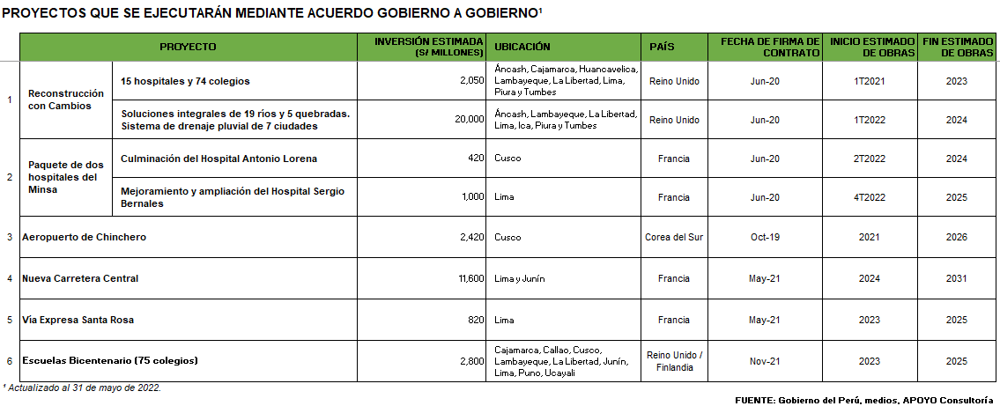 PROYECTOS QUE SE EJECUTARÁN MEDIANTE ACUERDO GOBIERNO A GOBIERNO¹
PROYECTO
INVERSIÓN ESTIMADA
(S/ MILLONES)
UBICACIÓN
PAÍS
FECHA DE FIRMA DE
CONTRATO
INICIO ESTIMADO
DE OBRAS
FIN ESTIMADO
DE OBRAS
1
Reconstrucción
con Cambios
15 hospitales y 74 colegios
2,050
Áncash, Cajamarca, Huancavelica,
Lambayeque, La Libertad, Lima,
Piura y Tumbes
Reino Unido
Jun-20
1T2021
2023
Soluciones integrales de 19 ríos y 5 quebradas.
Sistema de drenaje pluvial de 7 ciudades
20,000
Áncash, Lambayeque, La Libertad,
Lima, Ica, Piura y Tumbes
Reino Unido
Jun-20
1T2022
2024
2
Paquete de dos
hospitales del
Minsa
Culminación del Hospital Antonio Lorena
420
Cusco
Francia
Jun-20
2T2022
2024
Mejoramiento y ampliación del Hospital Sergio
Bernales
1,000
Lima
Francia
Jun-20
4T2022
2025
3
Aeropuerto de Chinchero
2,420
Cusco
Corea del Sur
Oct-19
2021
2026
4
Nueva Carretera Central
11,600
Lima y Junín
Francia
May-21
2024
2031
5
Vía Expresa Santa Rosa
820
Lima
Francia
May-21
2023
2025
6
Escuelas Bicentenario (75 colegios)
2,800
Cajamarca, Callao, Cusco,
Lambayeque, La Libertad, Junín,
Lima, Puno, Ucayali
Reino Unido /
Finlandia
Nov-21
2023
2025
¹ Actualizado al 31 de mayo de 2022.
FUENTE: Gobierno del Perú, medios, APOYO Consultoría